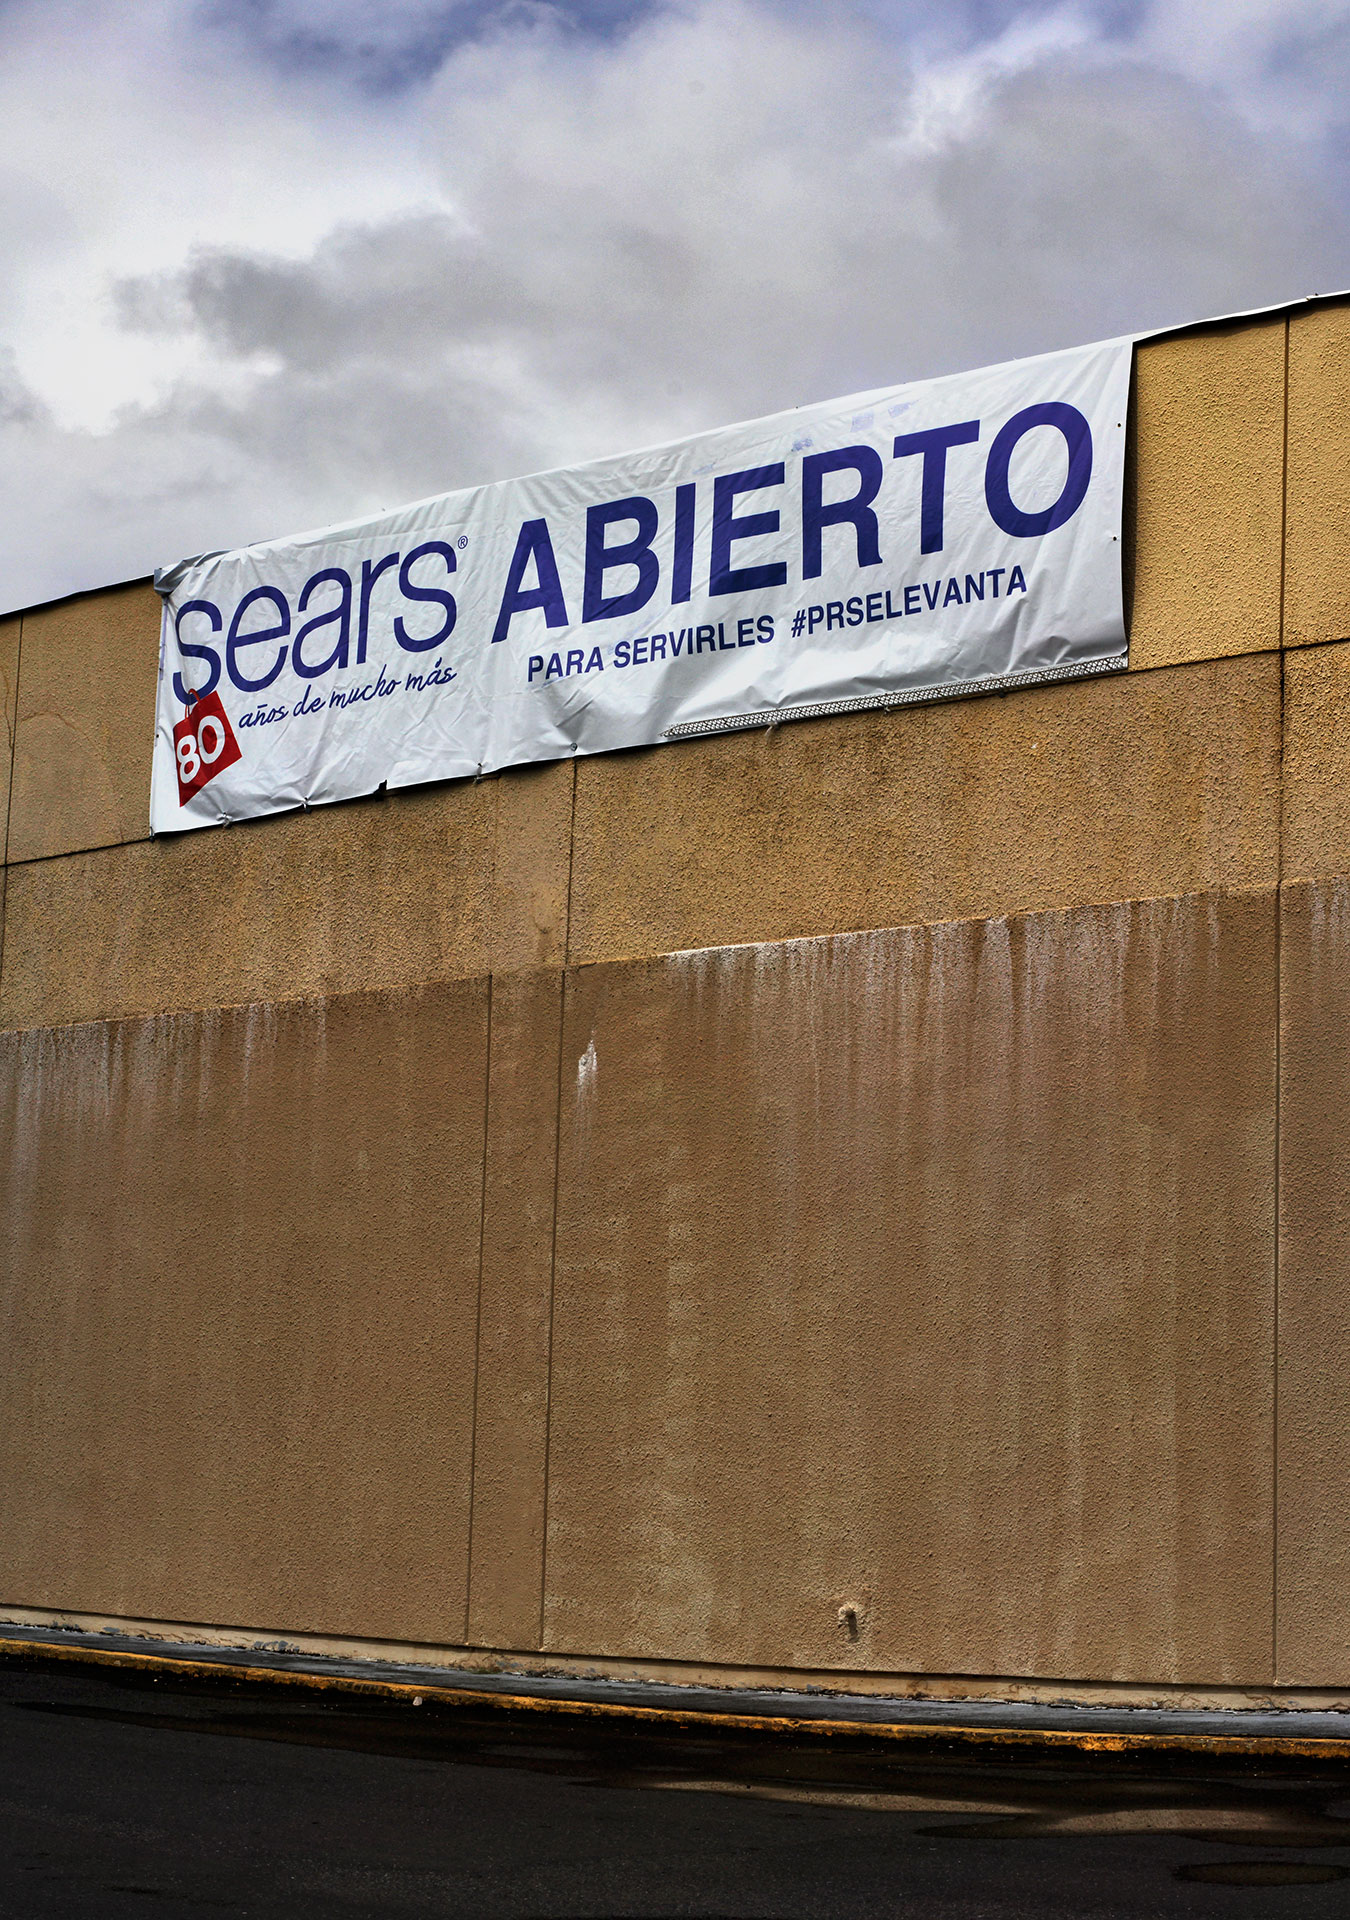 sears® ABIERTO
80 años de mucho más
PARA SERVIRLES #PRSELEVANTA